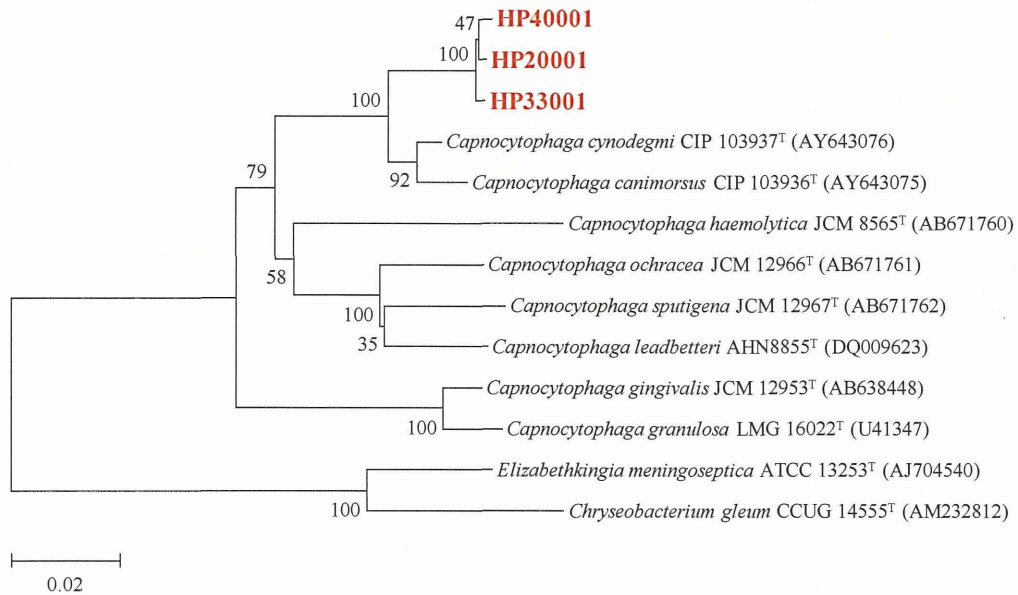 47 HP40001
100 HP20001
HP33001
100
Capnocytophaga cynodegmi CIP 103937ᵀ (AY643076)
79
92 Capnocytophaga canimorsus CIP 103936ᵀ (AY643075)
Capnocytophaga haemolytica JCM 8565ᵀ (AB671760)
58 Capnocytophaga ochracea JCM 12966ᵀ (AB671761)
100 Capnocytophaga sputigena JCM 12967ᵀ (AB671762)
35 Capnocytophaga leadbetteri AHN8855ᵀ (DQ009623)
Capnocytophaga gingivalis JCM 12953ᵀ (AB638448)
100 Capnocytophaga granulosa LMG 16022ᵀ (U41347)
Elizabethkingia meningoseptica ATCC 13253ᵀ (AJ704540)
100 Chryseobacterium gleum CCUG 14555ᵀ (AM232812)
0.02